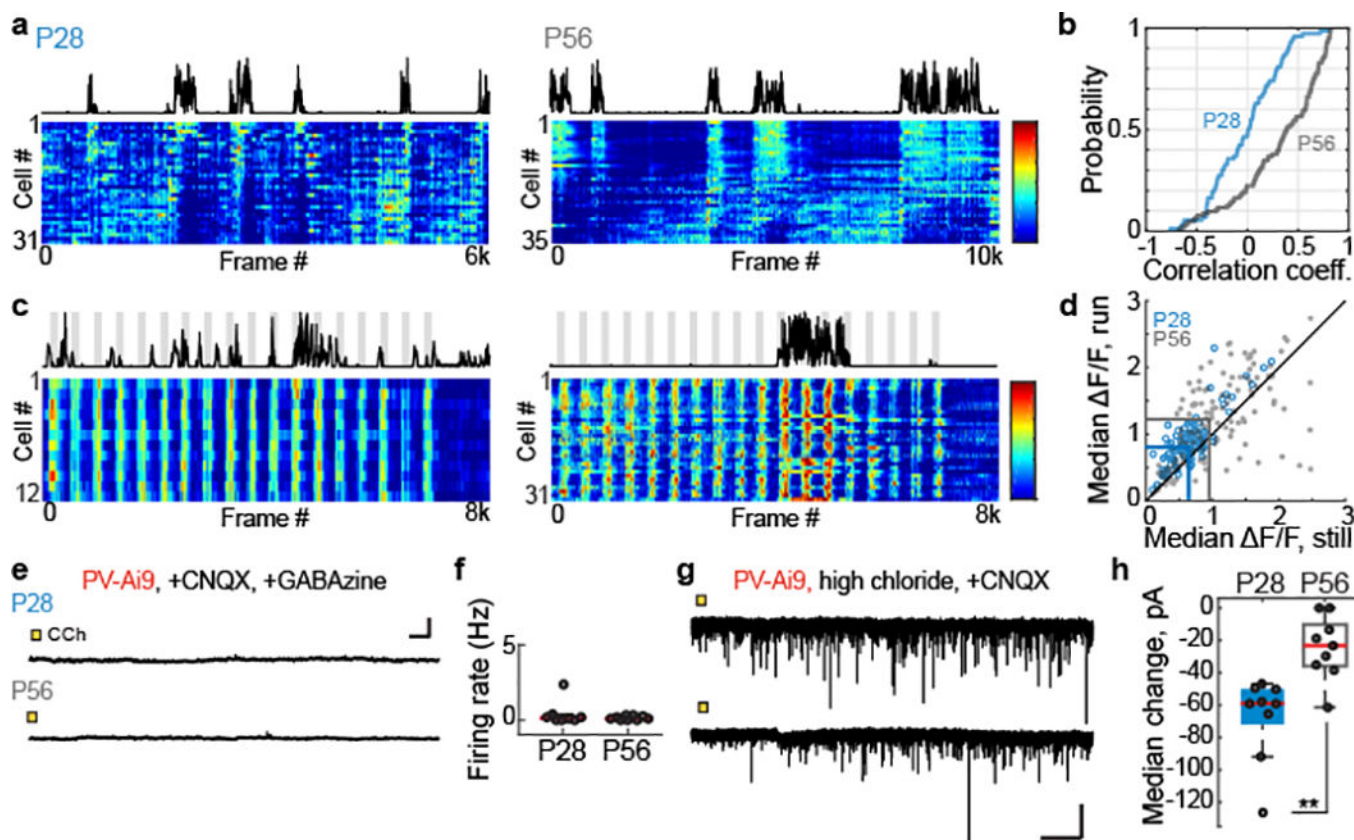 a
P28
P56
1
Cell #
31
0
Frame #
6k
1
Cell #
35
0
Frame #
10k
b
Probability
1
0.5
0
P28
P56
-1
-0.5
0
0.5
1
Correlation coeff.
c
1
Cell #
12
0
Frame #
8k
1
Cell #
31
0
Frame #
8k
d
Median ΔF/F, run
3
2
1
0
P28
P56
0
1
2
3
Median ΔF/F, still
e
PV-Ai9, +CNQX, +GABAzine
P28
CCh
P56
f
Firing rate (Hz)
5
0
P28
P56
g
PV-Ai9, high chloride, +CNQX
h
P28
P56
Median change, pA
0
-20
-40
-60
-80
-100
-120
**